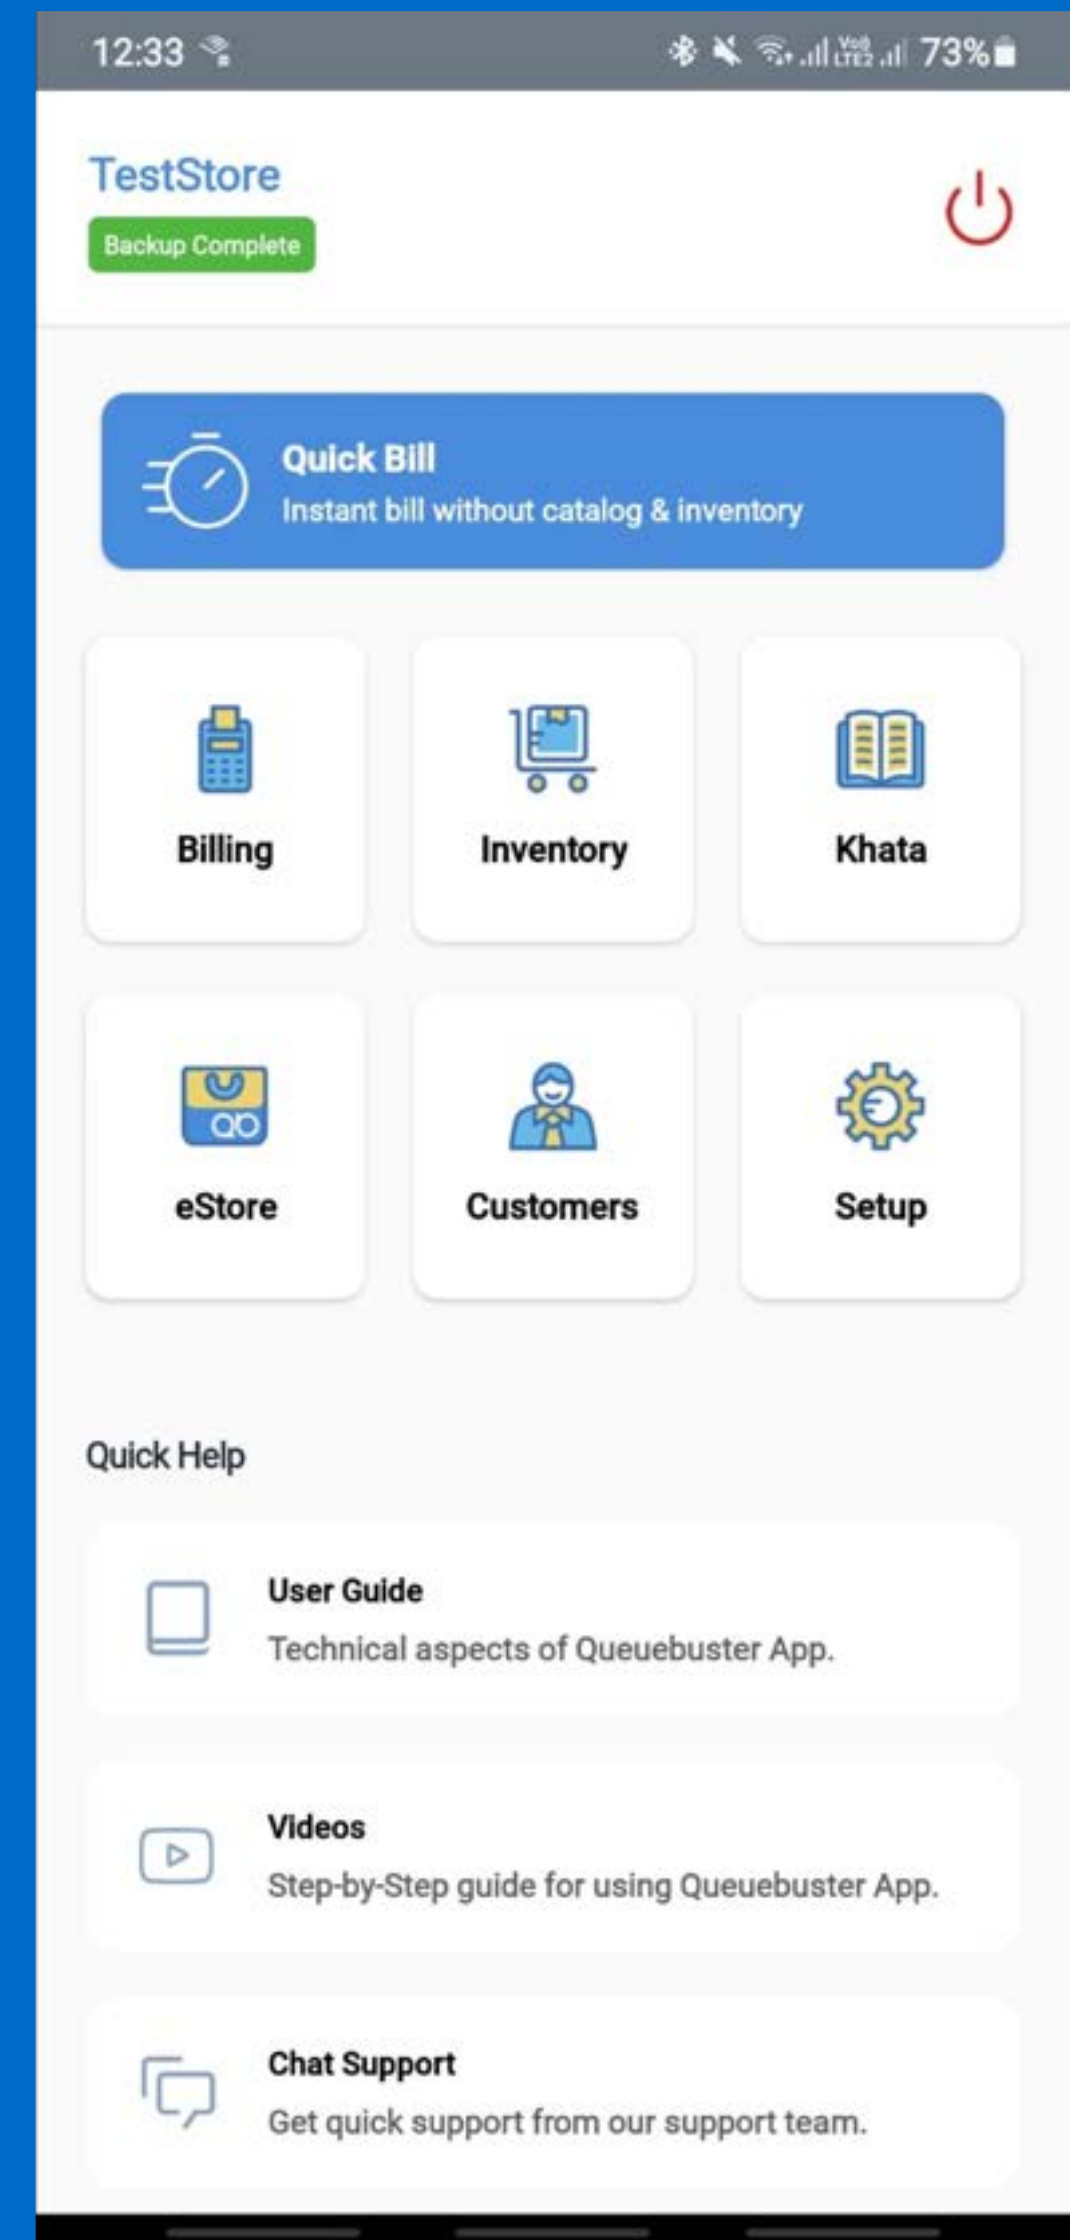 12:33
VoD LTE2 73%
TestStore
Backup Complete
Quick Bill
Instant bill without catalog & inventory
Billing
Inventory
Khata
eStore
Customers
Setup
Quick Help
User Guide
Technical aspects of Queuebuster App.
Videos
Step-by-Step guide for using Queuebuster App.
Chat Support
Get quick support from our support team.